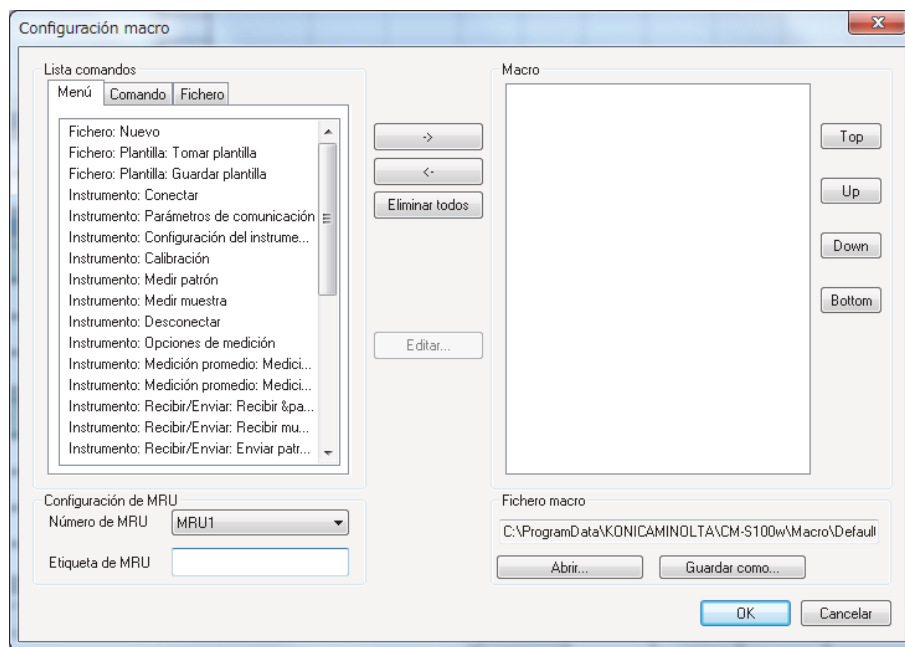 Configuración macro
Lista comandos
Menú
Comando
Fichero
Fichero: Nuevo
Fichero: Plantilla: Tomar plantilla
Fichero: Plantilla: Guardar plantilla
Instrumento: Conectar
Instrumento: Parámetros de comunicación
Instrumento: Configuración del instrume...
Instrumento: Calibración
Instrumento: Medir patrón
Instrumento: Medir muestra
Instrumento: Desconectar
Instrumento: Opciones de medición
Instrumento: Medición promedio: Medici...
Instrumento: Medición promedio: Medici...
Instrumento: Recibir/Enviar: Recibir &pa...
Instrumento: Recibir/Enviar: Recibir mu...
Instrumento: Recibir/Enviar: Enviar patr...
->
<-
Eliminar todos
Editar...
Macro
Top
Up
Down
Bottom
Configuración de MRU
Número de MRU
MRU1
Etiqueta de MRU
Fichero macro
C:\ProgramData\KONICAMINOLTA\CM-S100w\Macro\Default
Abrir...
Guardar como...
OK
Cancelar